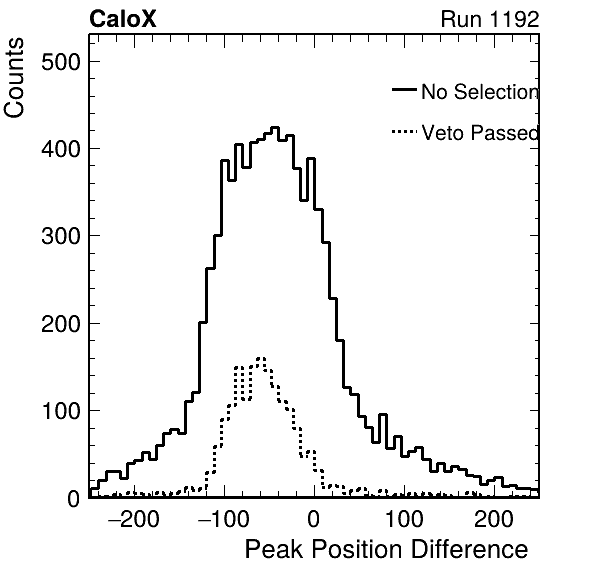 CaloX Run 1192
Counts
500
400
300
200
100
0
No Selection
Veto Passed
−200 −100 0 100 200
Peak Position Difference